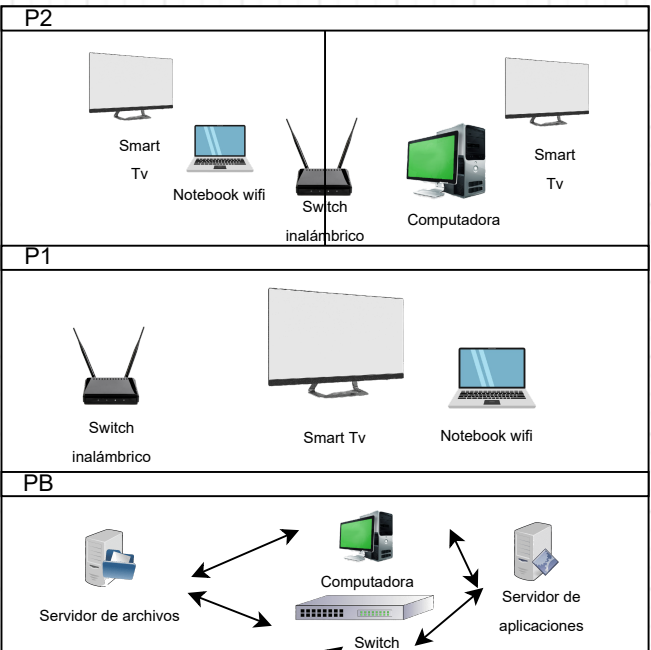 P2
Smart
Tv
Notebook wifi
Switch
inalámbrico
Computadora
Smart
Tv
P1
Switch
inalámbrico
Smart Tv
Notebook wifi
PB
Servidor de archivos
Computadora
Switch
Servidor de
aplicaciones